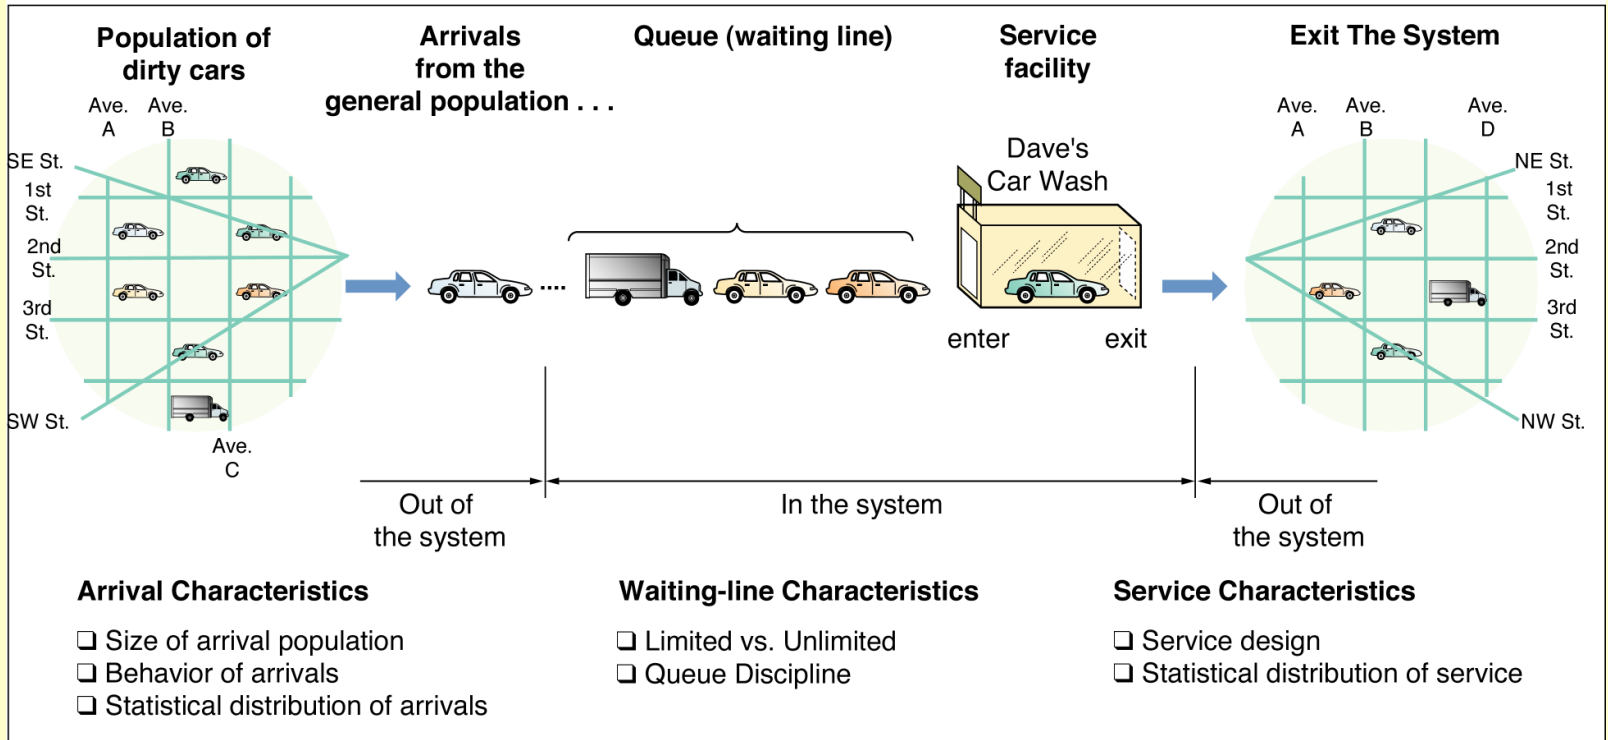 Population of
dirty cars
Arrivals
from the
general population . . .
Queue (waiting line)
Service
facility
Exit The System
Ave.
A
Ave.
B
SE St.
1st
St.
2nd
St.
3rd
St.
SW St.
Ave.
C
....
Dave's
Car Wash
enter
exit
Ave.
A
Ave.
B
Ave.
D
NE St.
1st
St.
2nd
St.
3rd
St.
NW St.
Out of
the system
In the system
Out of
the system
Arrival Characteristics
❑ Size of arrival population
❑ Behavior of arrivals
❑ Statistical distribution of arrivals
Waiting-line Characteristics
❑ Limited vs. Unlimited
❑ Queue Discipline
Service Characteristics
❑ Service design
❑ Statistical distribution of service